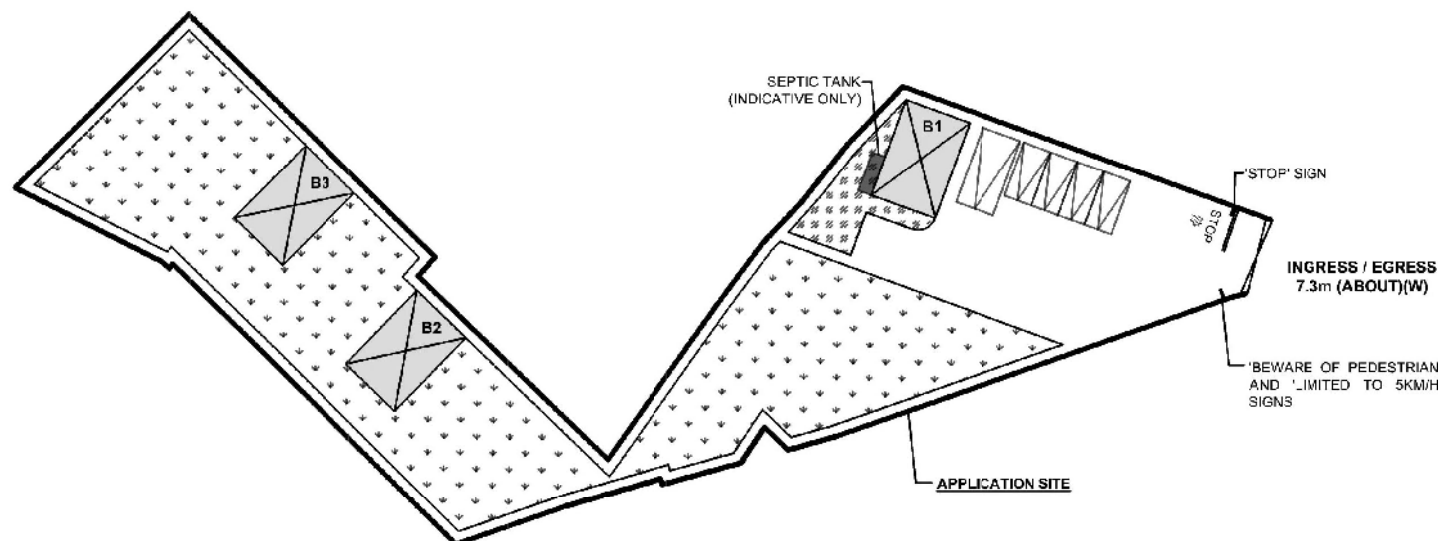 SEPTIC TANK
(INDICATIVE ONLY)
B1
B3
'STOP' SIGN
STOP
INGRESS / EGRESS
7.3m (ABOUT)(W)
B2
'BEWARE OF PEDESTRIAN
AND 'LIMITED TO 5KM/H
SIGNS
APPLICATION SITE